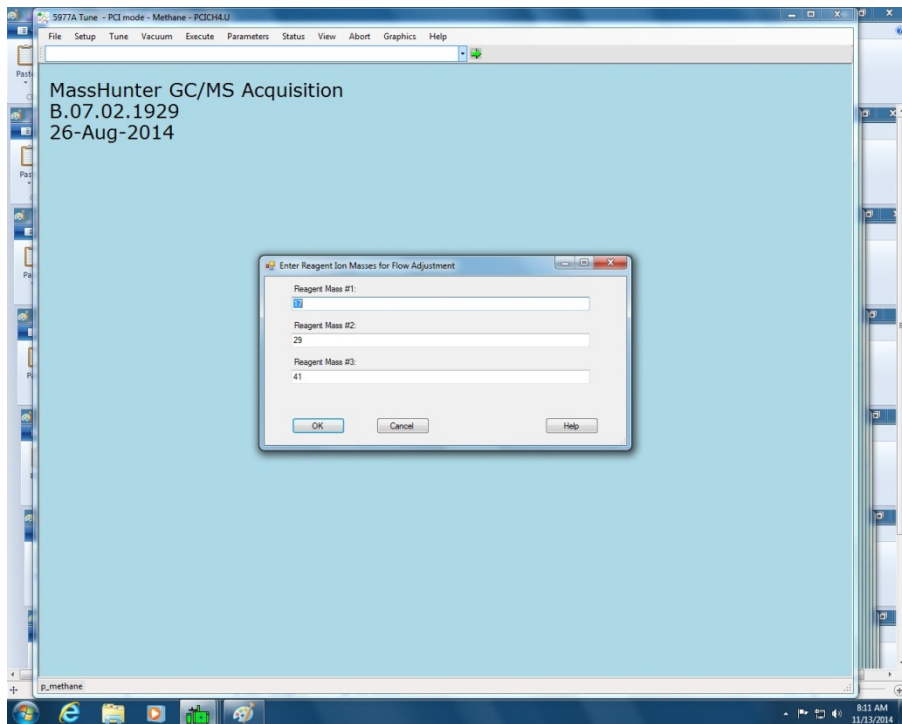 5977A Tune - PCI mode - Methane - PCICH4.U
File Setup Tune Vacuum Execute Parameters Status View Abort Graphics Help
MassHunter GC/MS Acquisition
B.07.02.1929
26-Aug-2014
Enter Reagent Ion Masses for Flow Adjustment
Reagent Mass #1:
17
Reagent Mass #2:
29
Reagent Mass #3:
41
OK Cancel Help
p_methane
8:11 AM
11/13/2014